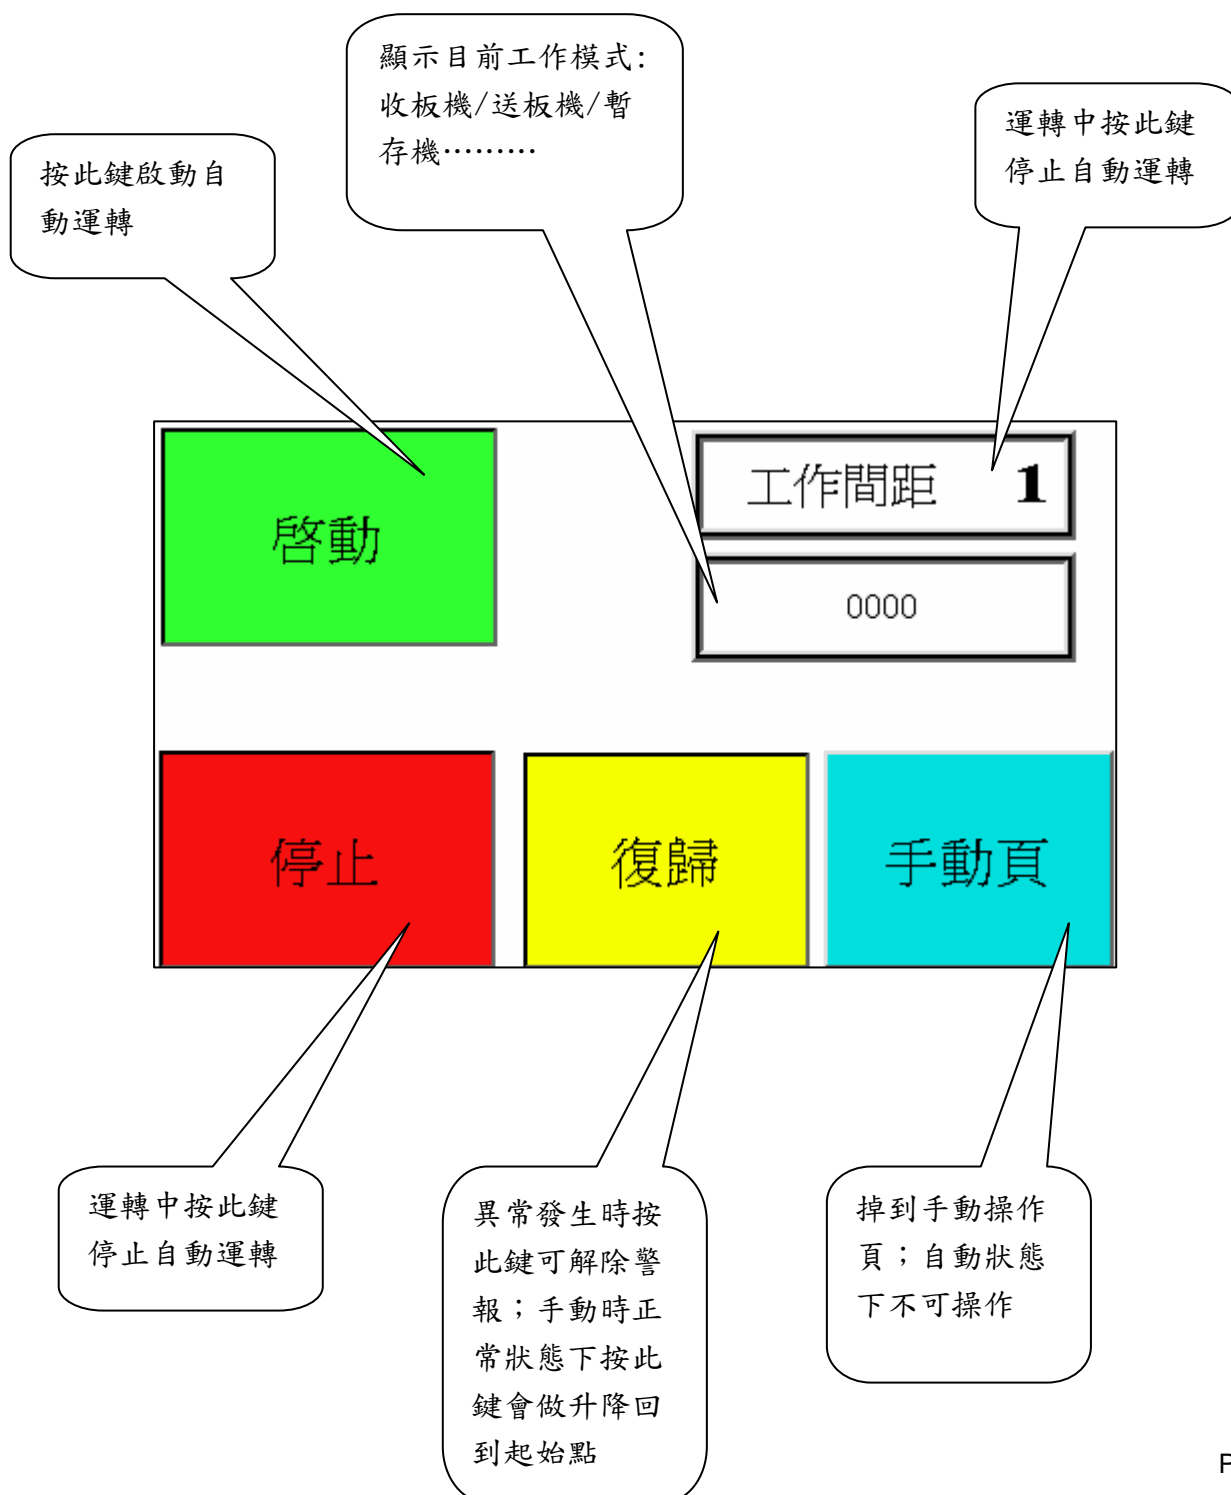 顯示目前工作模式:
收板機/送板機/暫
存機………
運轉中按此鍵
停止自動運轉
按此鍵啟動自
動運轉
啓動
工作間距 1
0000
停止
復歸
手動頁
運轉中按此鍵
停止自動運轉
異常發生時按
此鍵可解除警
報；手動時正
常狀態下按此
鍵會做升降回
到起始點
掉到手動操作
頁；自動狀態
下不可操作
P